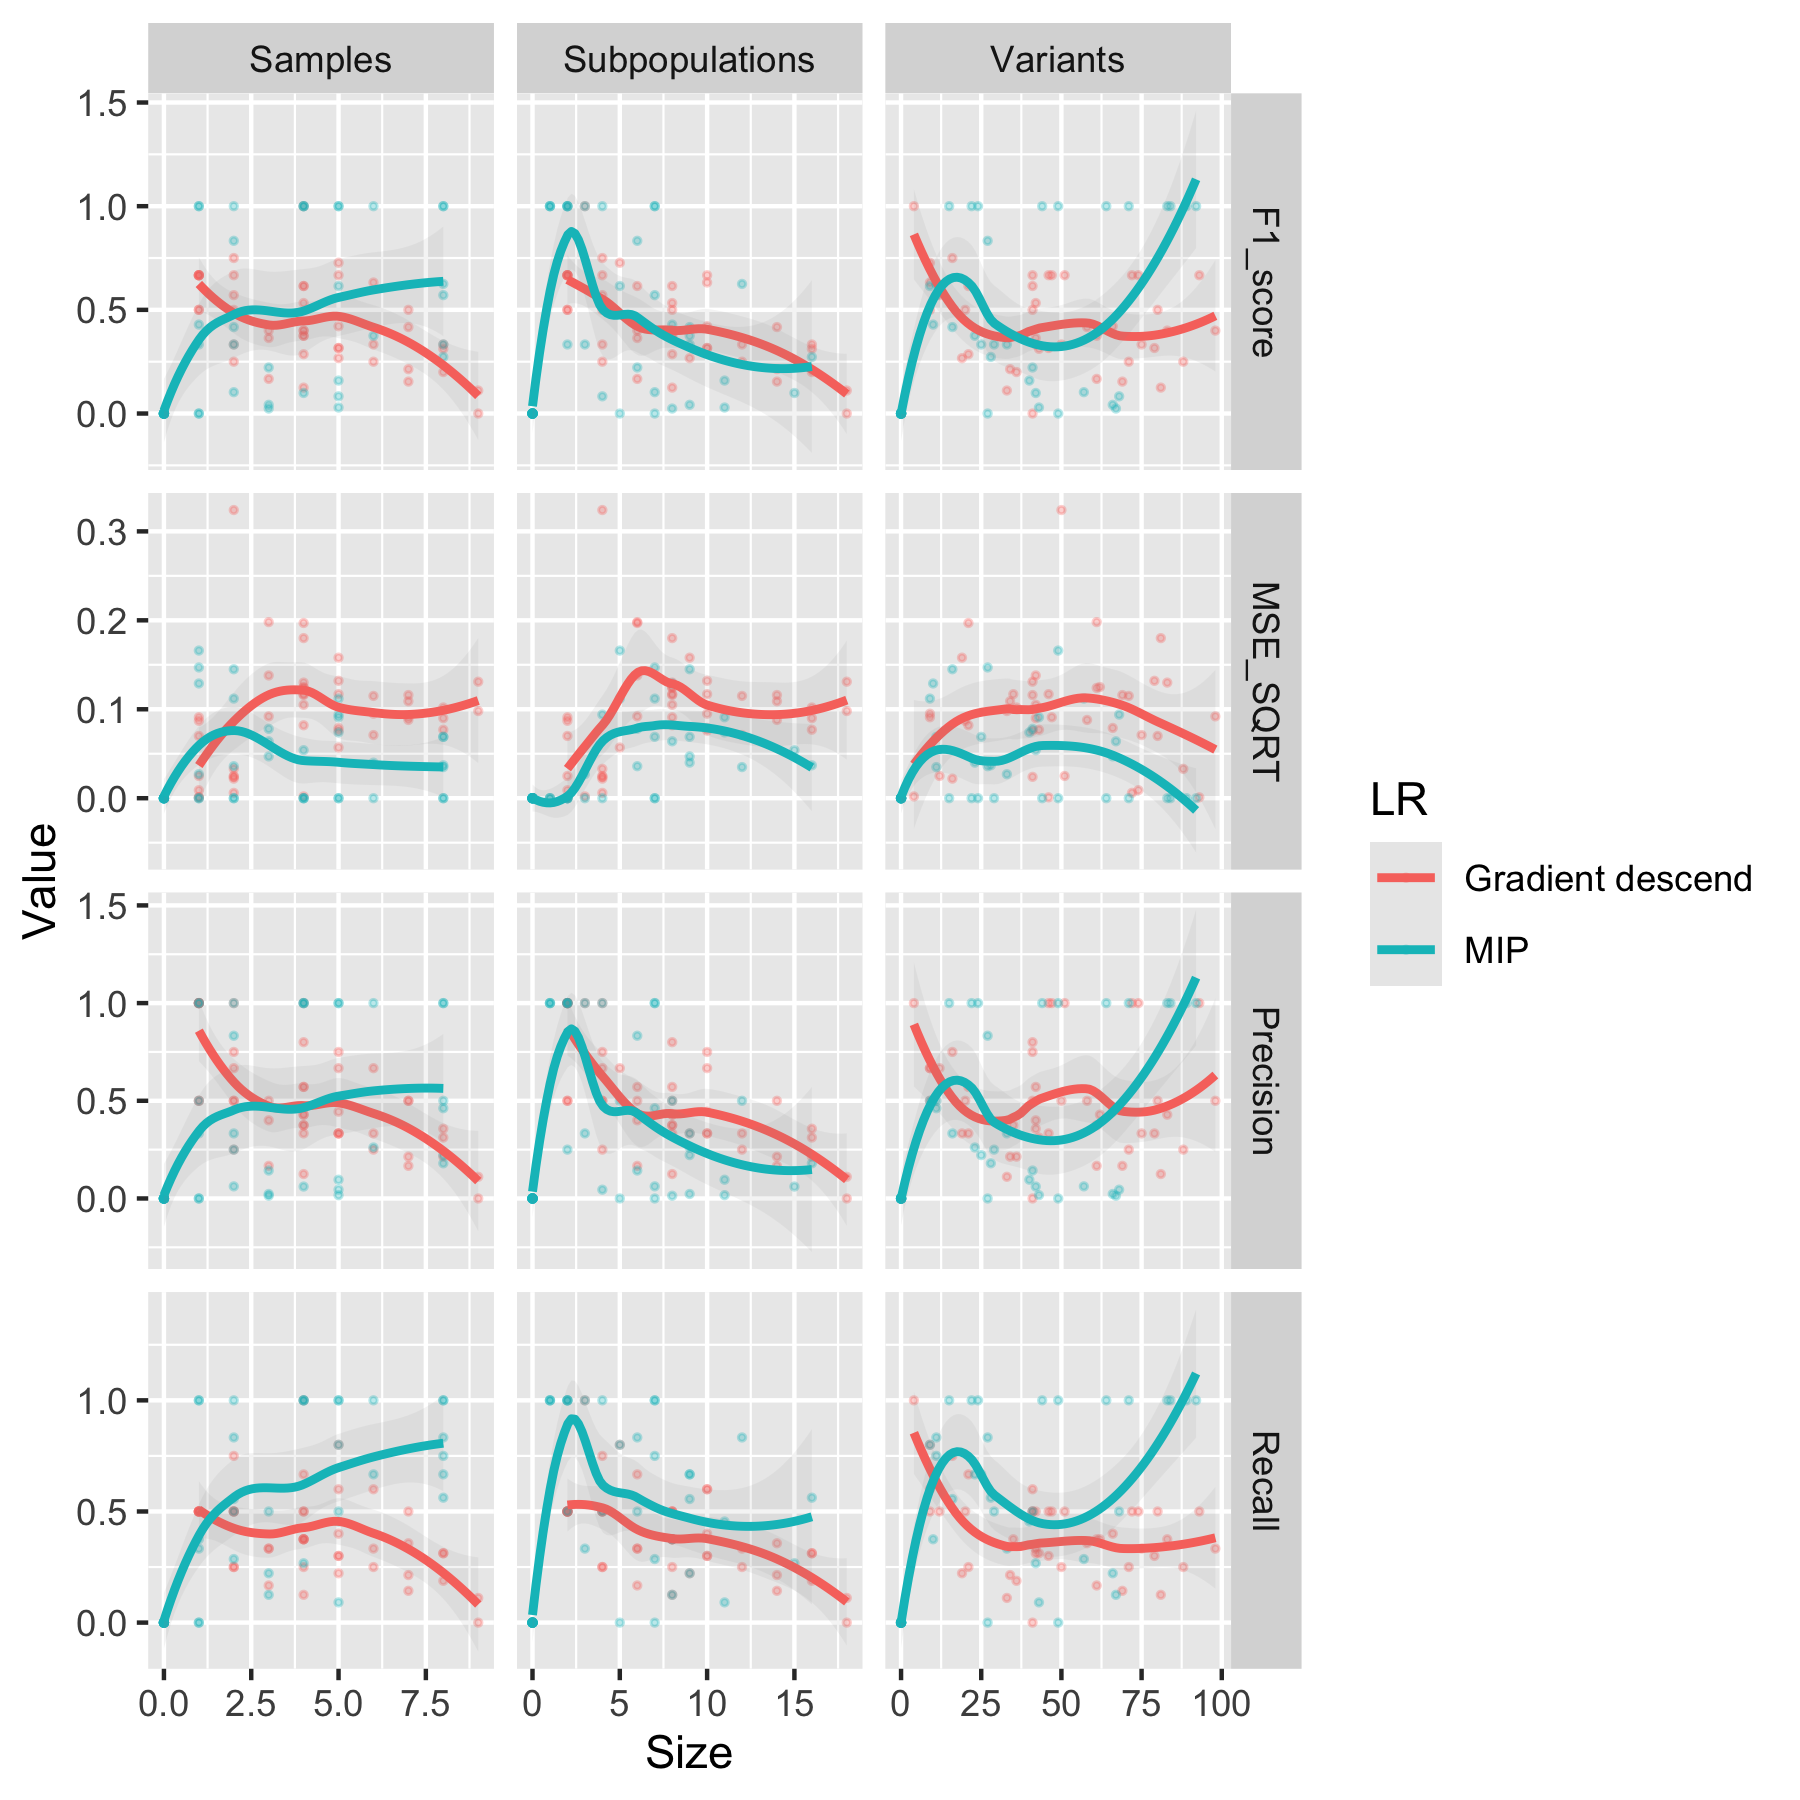 Samples Subpopulations Variants
1.5
1.0
0.5
0.0
F1_score
0.3
0.2
0.1
0.0
MSE_SQRT
1.5
1.0
0.5
0.0
Precision
1.0
0.5
0.0
Recall
0.0 2.5 5.0 7.5 0 5 10 15 0 25 50 75 100
Size
Value
LR
Gradient descend
MIP